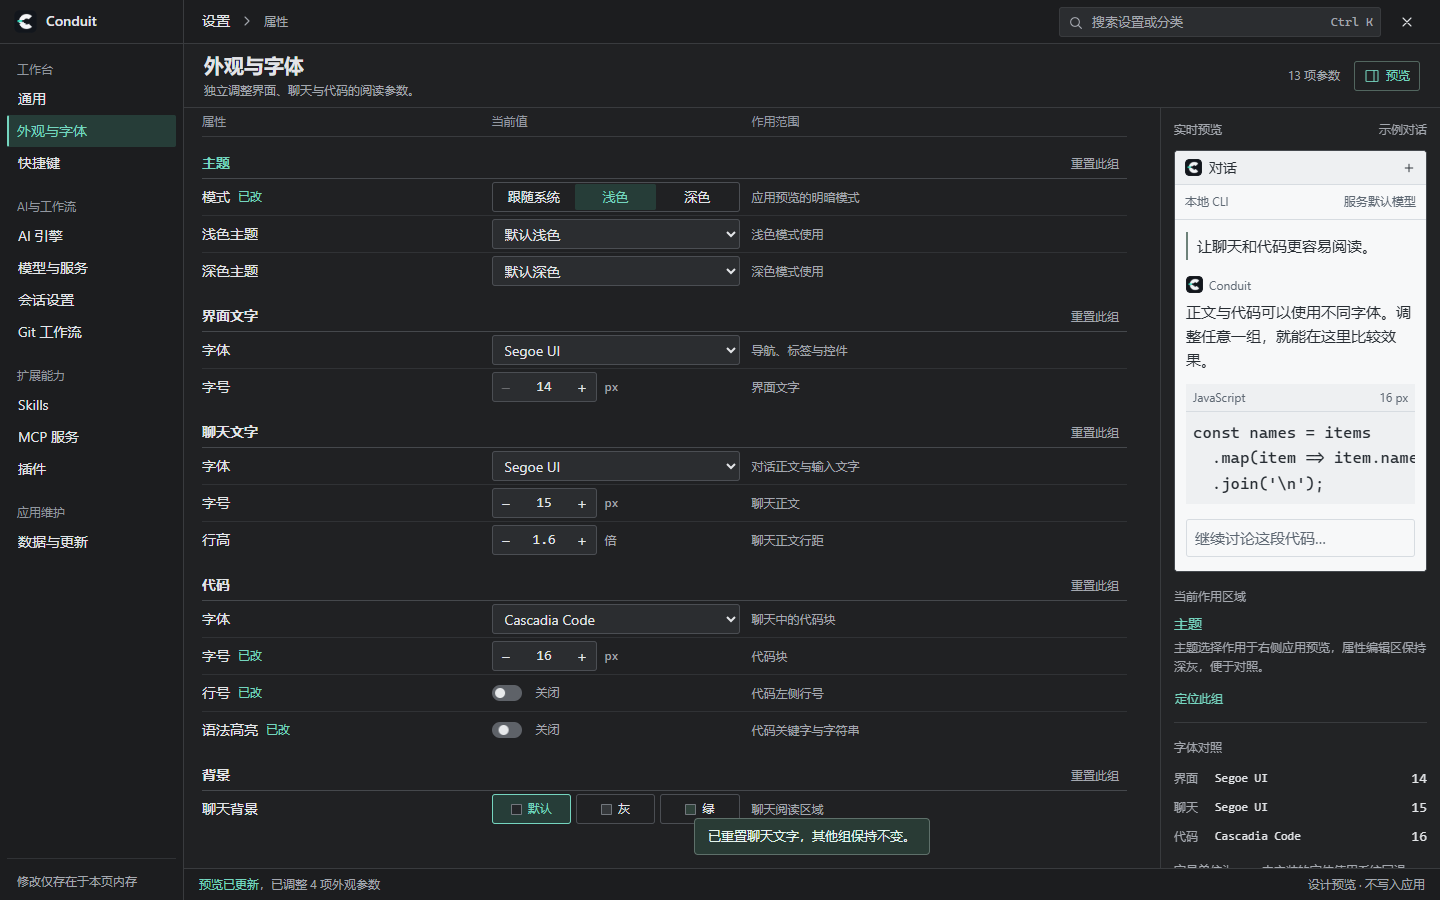 Conduit
设置 > 属性
搜索设置或分类 Ctrl K ×
工作台
通用
外观与字体
快捷键
AI与工作流
AI 引擎
模型与服务
会话设置
Git 工作流
扩展能力
Skills
MCP 服务
插件
应用维护
数据与更新
修改仅存在于本页内存
外观与字体
独立调整界面、聊天与代码的阅读参数。
13 项参数 预览
属性 当前值 作用范围
主题 重置此组
模式 已改 跟随系统 浅色 深色 应用预览的明暗模式
浅色主题 默认浅色 浅色模式使用
深色主题 默认深色 深色模式使用
界面文字 重置此组
字体 Segoe UI 导航、标签与控件
字号 − 14 + px 界面文字
聊天文字 重置此组
字体 Segoe UI 对话正文与输入文字
字号 − 15 + px 聊天正文
行高 − 1.6 + 倍 聊天正文行距
代码 重置此组
字体 Cascadia Code 聊天中的代码块
字号 已改 − 16 + px 代码块
行号 已改 关闭 代码左侧行号
语法高亮 已改 关闭 代码关键字与字符串
背景 重置此组
聊天背景 默认 灰 绿 聊天阅读区域
已重置聊天文字，其他组保持不变。
预览已更新，已调整 4 项外观参数
实时预览 示例对话
对话 +
本地 CLI 服务默认模型
让聊天和代码更容易阅读。
Conduit
正文与代码可以使用不同字体。调
整任意一组，就能在这里比较效
果。
JavaScript 16 px
const names = items
.map(item => item.name
.join('\n');
继续讨论这段代码...
当前作用区域
主题
主题选择作用于右侧应用预览，属性编辑区保持
深灰，便于对照。
定位此组
字体对照
界面 Segoe UI 14
聊天 Segoe UI 15
代码 Cascadia Code 16
设计预览 · 不写入应用